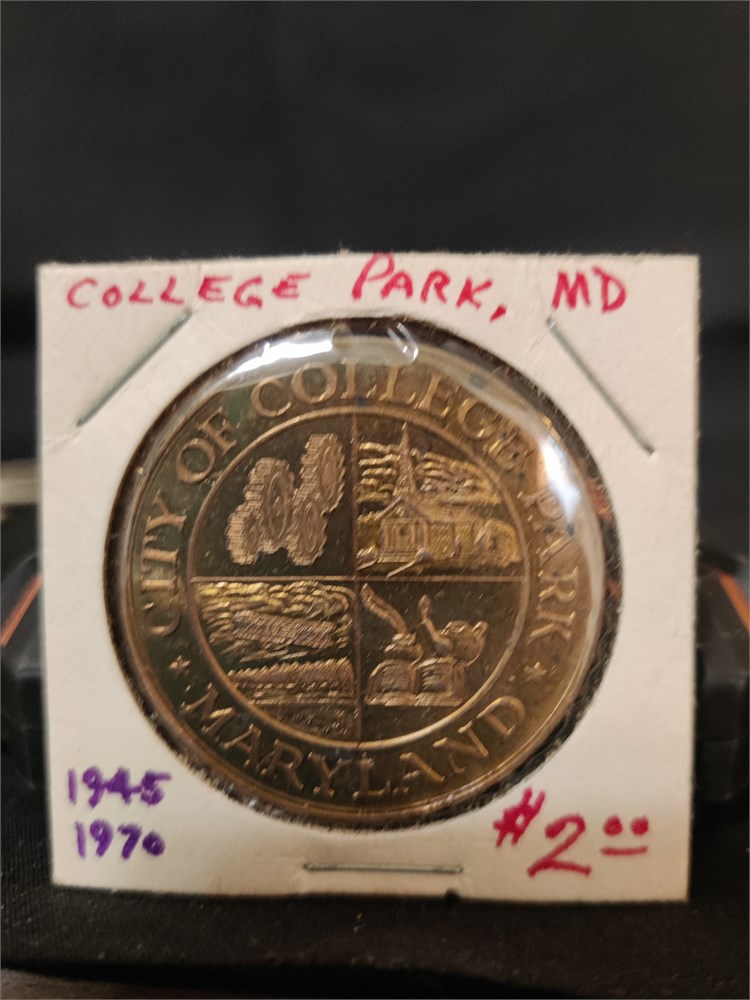 COLLEGE PARK, MD
CITY OF COLLEGE PARK
* MARYLAND *
1945
1970
$2.00